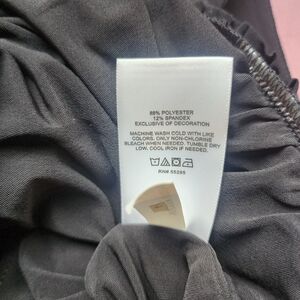 88% POLYESTER
12% SPANDEX
EXCLUSIVE OF DECORATION
MACHINE WASH COLD WITH LIKE
COLORS. ONLY NON-CHLORINE
BLEACH WHEN NEEDED. TUMBLE DRY
LOW. COOL IRON IF NEEDED.
RN# 55285